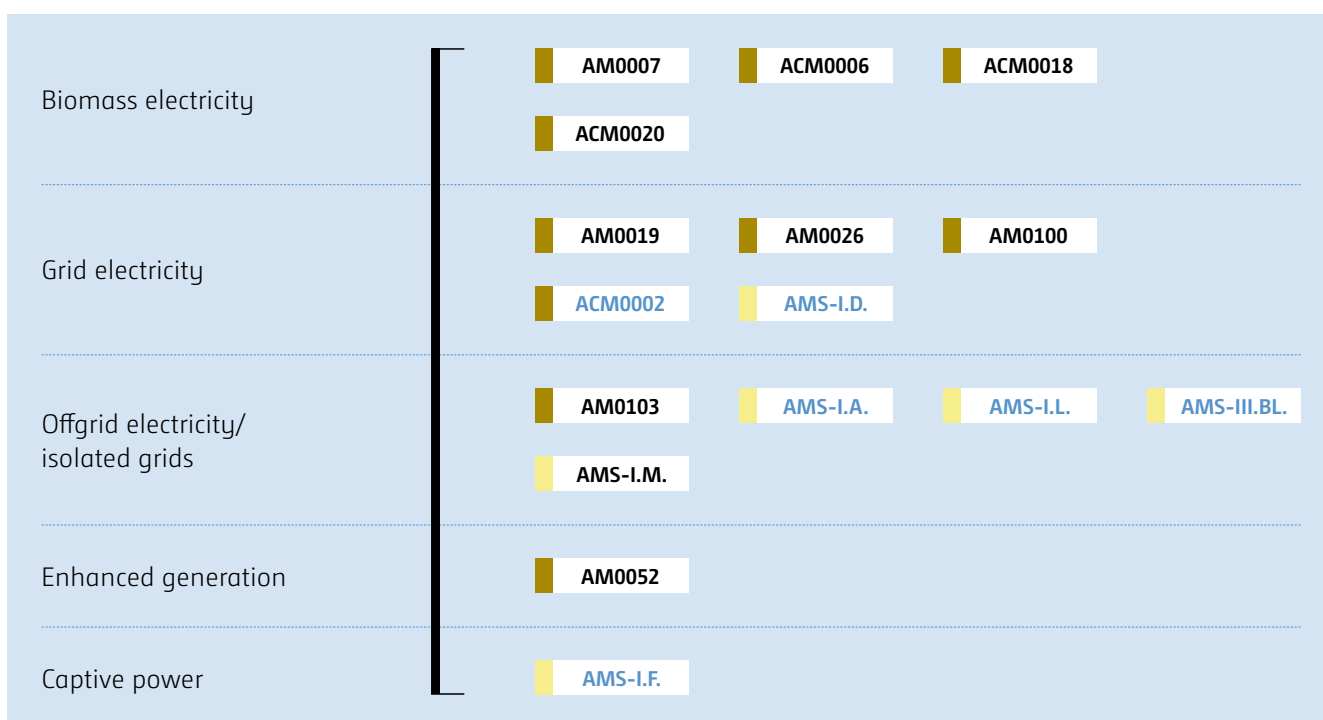 Biomass electricity
AM0007 ACM0006 ACM0018
ACM0020
Grid electricity
AM0019 AM0026 AM0100
ACM0002 AMS-I.D.
Offgrid electricity/
isolated grids
AM0103 AMS-I.A. AMS-I.L. AMS-III.BL.
AMS-I.M.
Enhanced generation
AM0052
Captive power
AMS-I.F.